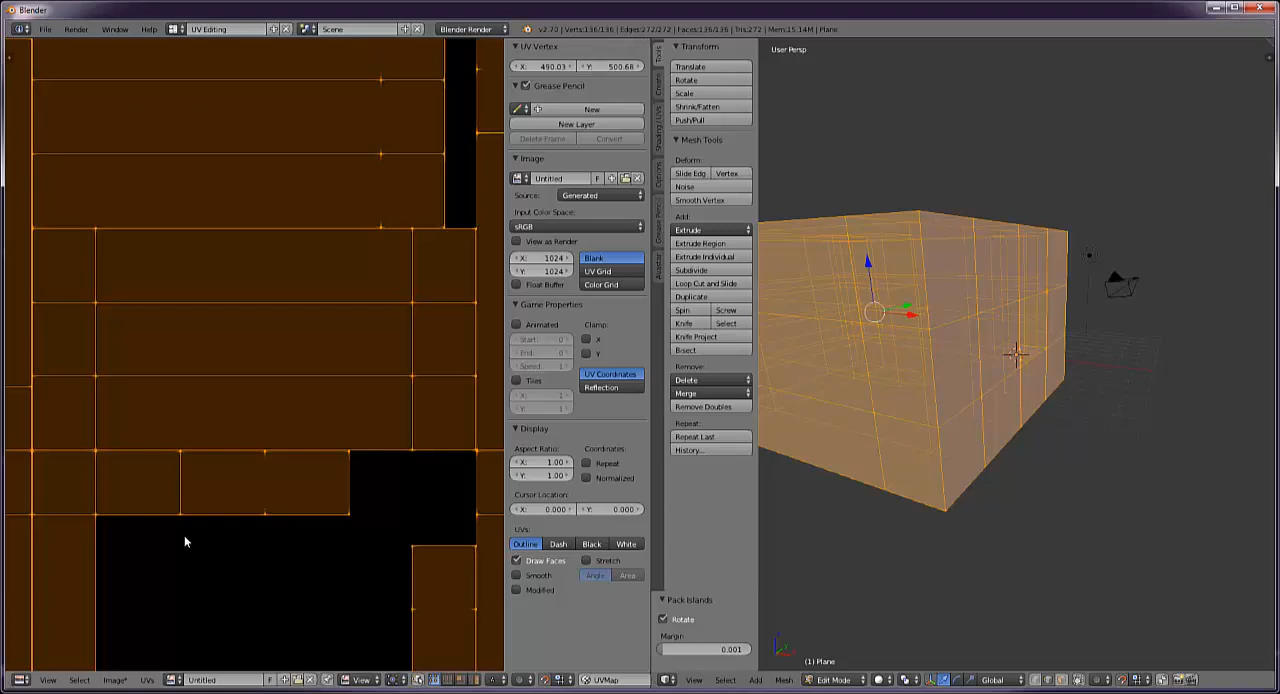 Blender
File Render Window Help UV Editing Scene Blender Render v2.70 | Verts:136/136 | Edges:272/272 | Faces:136/136 | Tris:272 | Mem:15.14M | Plane
UV Vertex
X: 490.03 Y: 500.68
Grease Pencil
New
New Layer
Delete Frame Convert
Image
Untitled F
Source: Generated
Input Color Space:
sRGB
View as Render
X: 1024 Blank
Y: 1024 UV Grid
Float Buffer Color Grid
Game Properties
Animated Clamp:
Start: 0 X
End: 0 Y
Speed: 1
Tiles UV Coordinates
X: 1 Reflection
Y: 1
Display
Aspect Ratio: Coordinates:
X: 1.00 Repeat
Y: 1.00 Normalized
Cursor Location:
X: 0.000 Y: 0.000
UVs:
Outline Dash Black White
Draw Faces Stretch
Smooth Angle Area
Modified
Tools
Create
Shading / UVs
Options
Grease Pencil
Avastar
Transform
Translate
Rotate
Scale
Shrink/Fatten
Push/Pull
Mesh Tools
Deform:
Slide Edg Vertex
Noise
Smooth Vertex
Add:
Extrude
Extrude Region
Extrude Individual
Subdivide
Loop Cut and Slide
Duplicate
Spin Screw
Knife Select
Knife Project
Bisect
Remove:
Delete
Merge
Remove Doubles
Repeat:
Repeat Last
History...
Pack Islands
Rotate
Margin
0.001
User Persp
(1) Plane
View Select Image* UVs Untitled F View UVMap
View Select Add Mesh Edit Mode Global